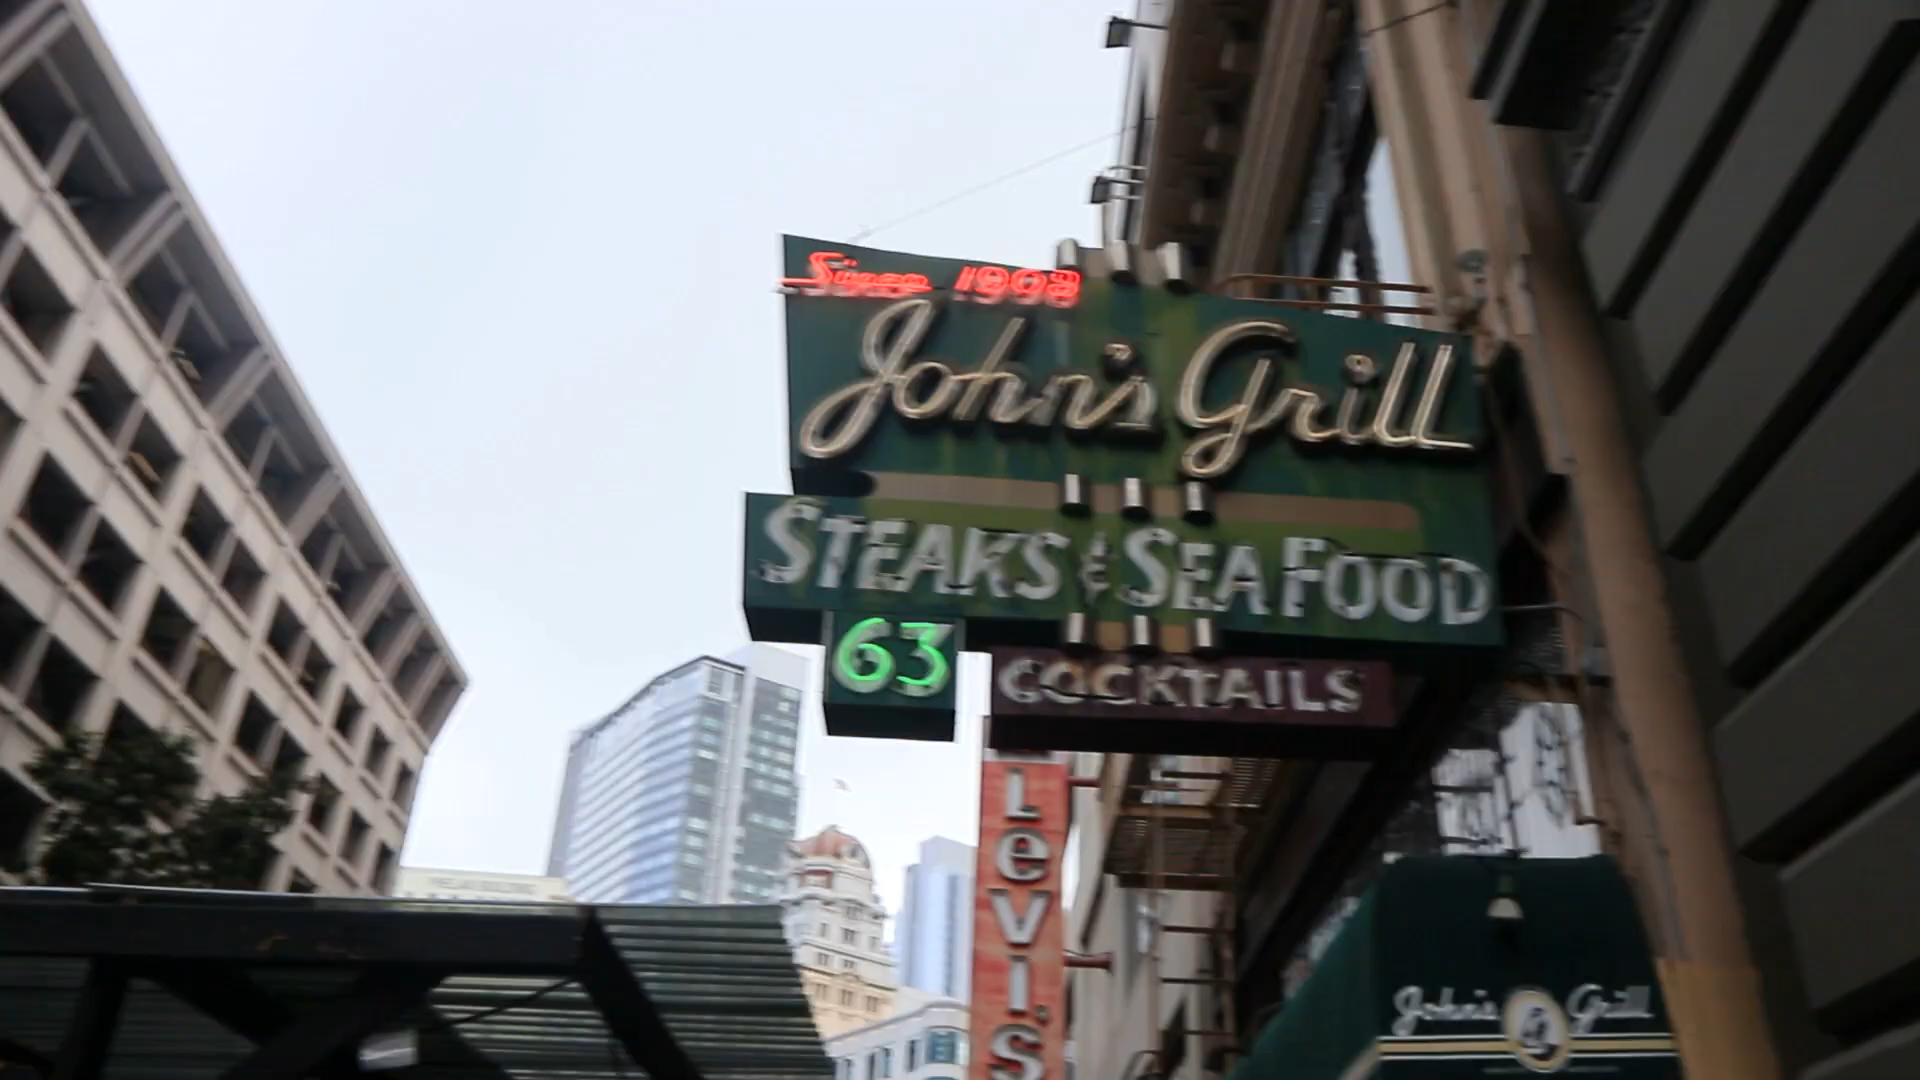 Since 1908
John's Grill
STEAKS & SEA FOOD
63
COCKTAILS
Levi's
John's Grill